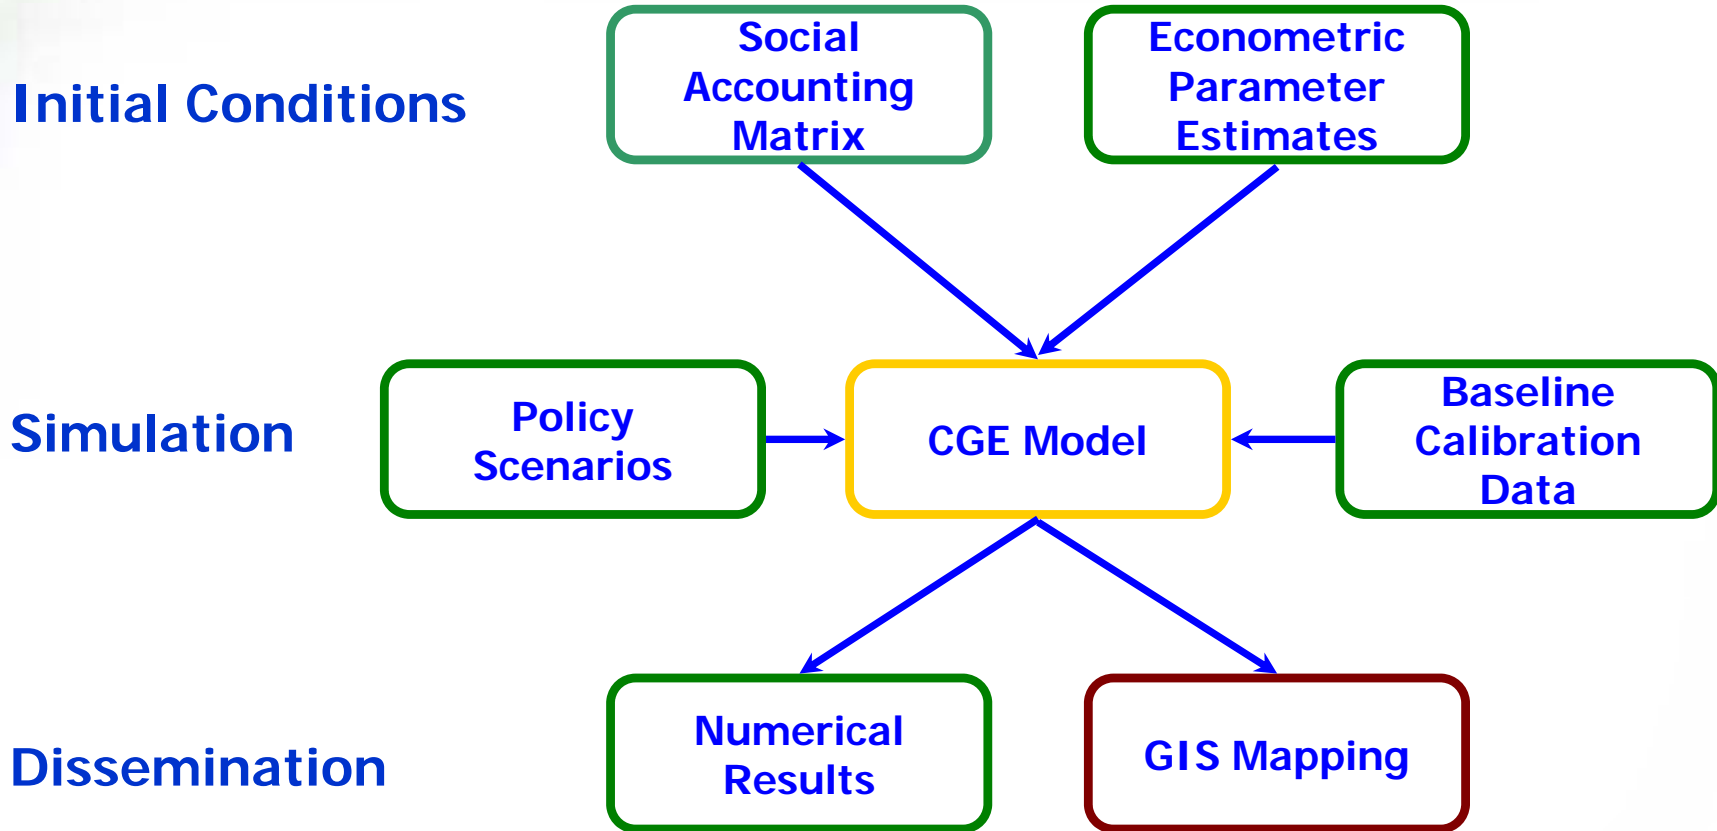 Initial Conditions
Social
Accounting
Matrix
Econometric
Parameter
Estimates
Simulation
Policy
Scenarios
CGE Model
Baseline
Calibration
Data
Dissemination
Numerical
Results
GIS Mapping